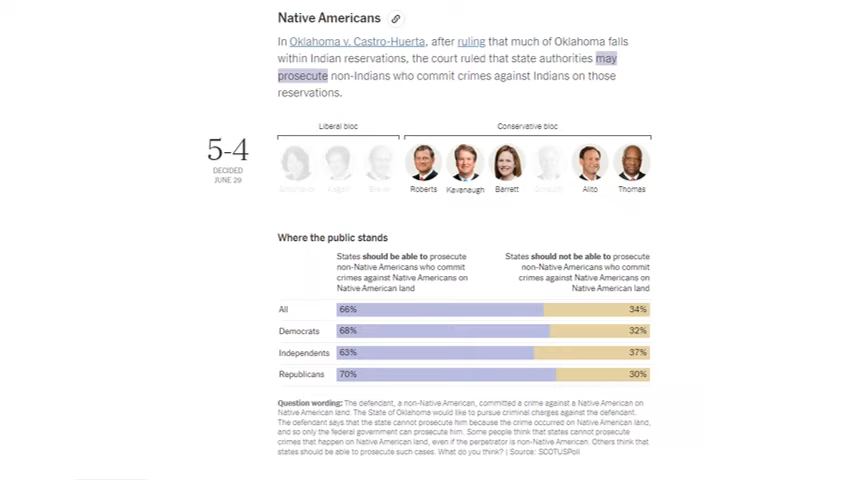 Native Americans
In Oklahoma v. Castro-Huerta, after ruling that much of Oklahoma falls
within Indian reservations, the court ruled that state authorities may
prosecute non-Indians who commit crimes against Indians on those
reservations.
Liberal bloc
Conservative bloc
5-4
DECIDED
JUNE 29
Sotomayor Kagan Breyer Roberts Kavanaugh Barrett Gorsuch Alito Thomas
Where the public stands
States should be able to prosecute
non-Native Americans who commit
crimes against Native Americans on
Native American land
States should not be able to prosecute
non-Native Americans who commit
crimes against Native Americans on
Native American land
All 66% 34%
Democrats 68% 32%
Independents 63% 37%
Republicans 70% 30%
Question wording: The defendant, a non-Native American, committed a crime against a Native American on
Native American land. The State of Oklahoma would like to pursue criminal charges against the defendant.
The defendant says that the state cannot prosecute him because the crime occurred on Native American land,
and so only the federal government can prosecute him. Some people think that states cannot prosecute
crimes that happen on Native American land, even if the perpetrator is non-Native American. Others think that
states should be able to prosecute such cases. What do you think? | Source: SCOTUSPoll